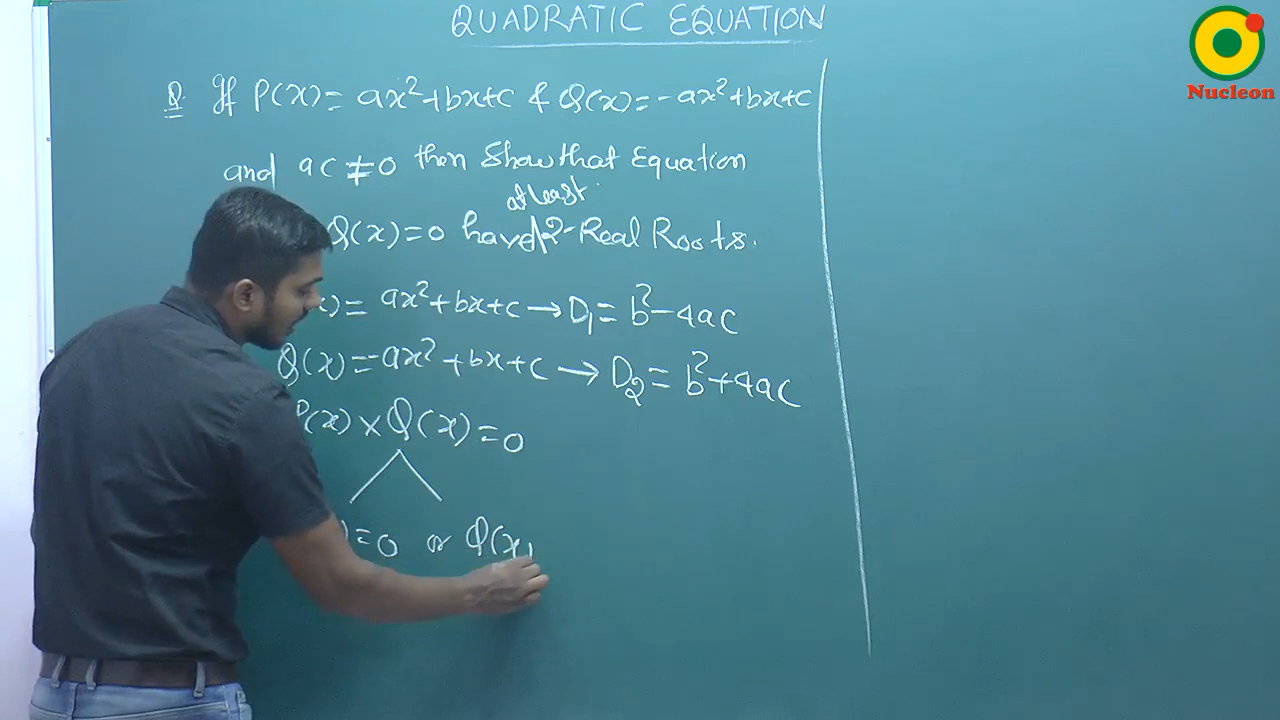 QUADRATIC EQUATION
Nucleon
Q. If P(x) = ax² + bx + c & Q(x) = -ax² + bx + c
and ac ≠ 0 then Show that Equation
atleast
Q(x) = 0 have 2-Real Roots.
x) = ax² + bx + c → D₁ = b² - 4ac
Q(x) = -ax² + bx + c → D₂ = b² + 4ac
P(x) × Q(x) = 0
) = 0 or Q(x)